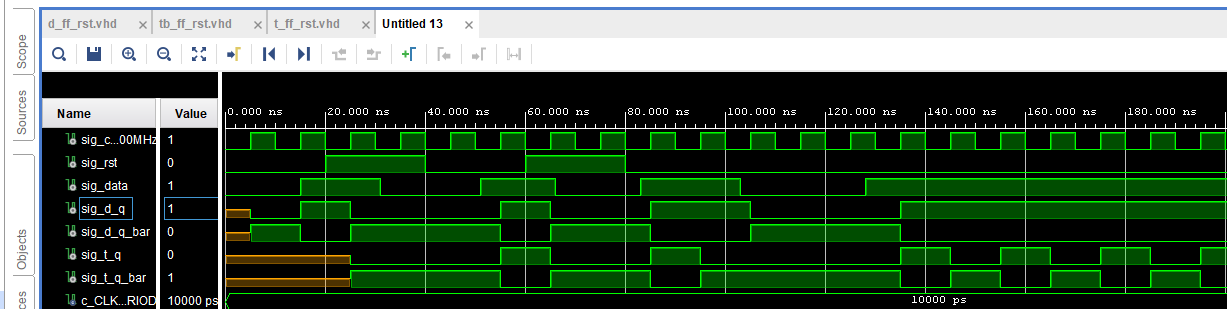 d_ff_rst.vhd × tb_ff_rst.vhd × t_ff_rst.vhd × Untitled 13 ×
Scope
Sources
Objects
Name Value
0.000 ns 20.000 ns 40.000 ns 60.000 ns 80.000 ns 100.000 ns 120.000 ns 140.000 ns 160.000 ns 180.000 ns
sig_c...00MHz 1
sig_rst 0
sig_data 1
sig_d_q 1
sig_d_q_bar 0
sig_t_q 0
sig_t_q_bar 1
c_CLK...RIOD 10000 ps 10000 ps